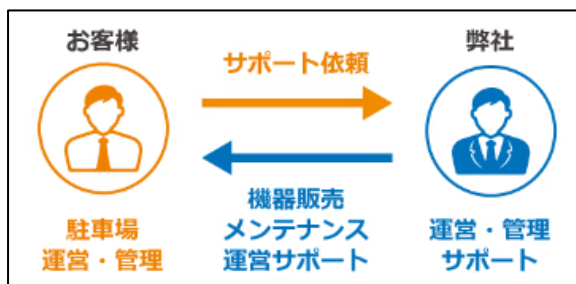 お客様
弊社
サポート依頼
機器販売
メンテナンス
運営サポート
駐車場
運営・管理
運営・管理
サポート